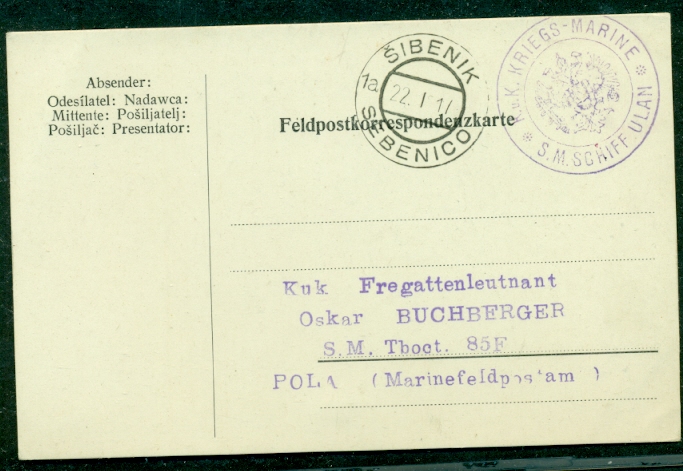 Absender:
Odesílatel: Nadawca:
Mittente: Pošiljatelj:
Pošiljač: Presentator:
ŠIBENIK
1a
22. I 17
SEBENICO
K.u.K. KRIEGS-MARINE
S.M.SCHIFF ULAN
Feldpostkorrespondenzkarte
Kuk Fregattenleutnant
Oskar BUCHBERGER
S.M. Tboot. 85F
POLA (Marinefeldpostam )